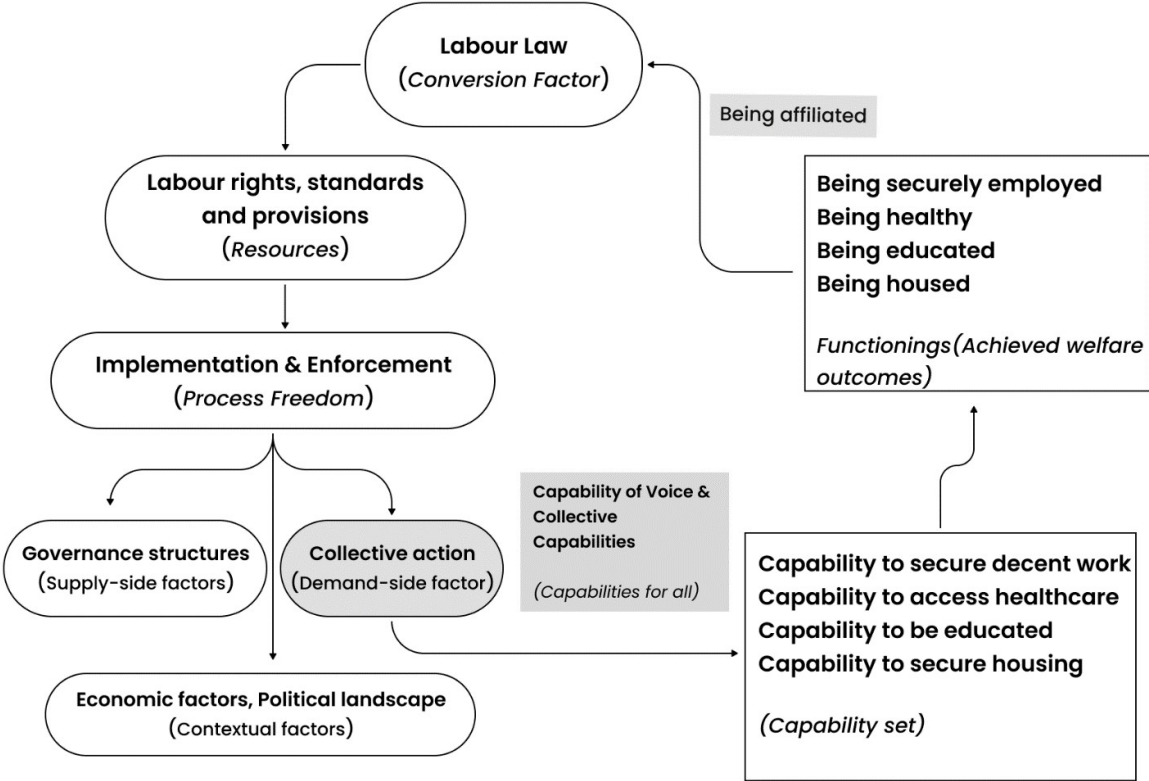 Labour Law
(Conversion Factor)
Being affiliated
Labour rights, standards
and provisions
(Resources)
Being securely employed
Being healthy
Being educated
Being housed
Functionings(Achieved welfare
outcomes)
Implementation & Enforcement
(Process Freedom)
Governance structures
(Supply-side factors)
Collective action
(Demand-side factor)
Capability of Voice &
Collective
Capabilities
(Capabilities for all)
Capability to secure decent work
Capability to access healthcare
Capability to be educated
Capability to secure housing
(Capability set)
Economic factors, Political landscape
(Contextual factors)